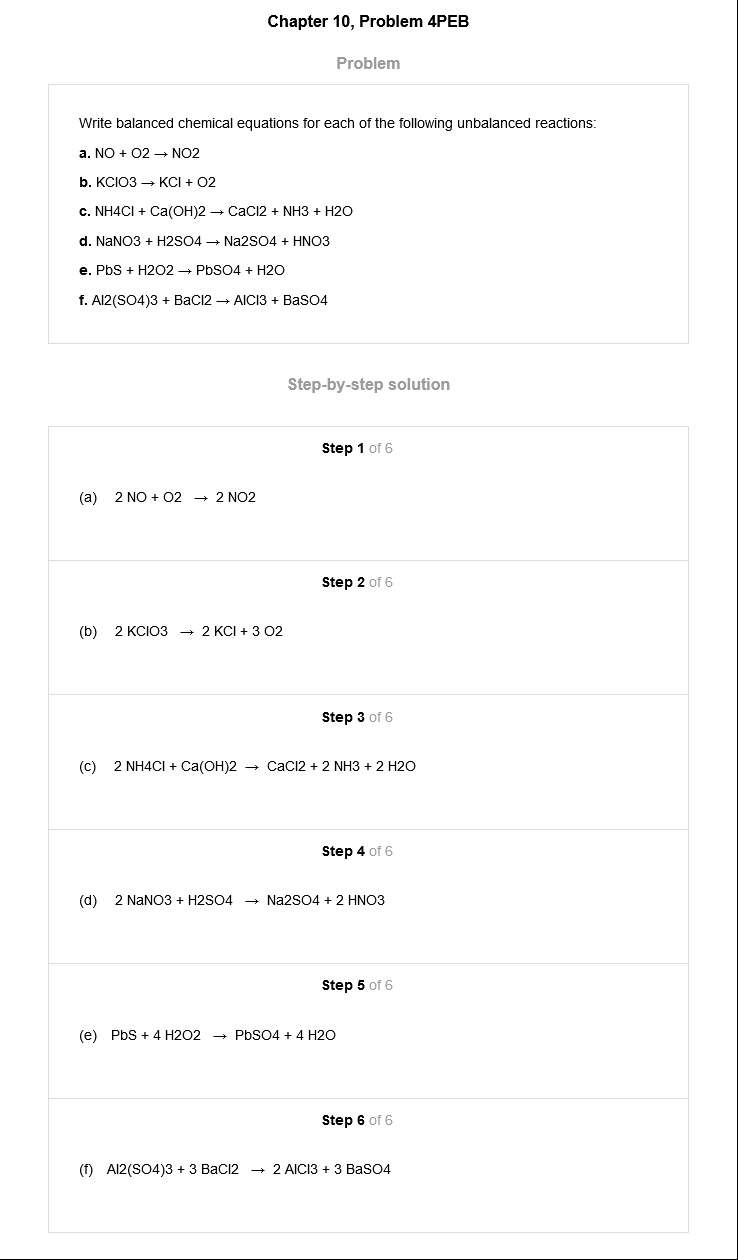 Chapter 10, Problem 4PEB
Problem
Write balanced chemical equations for each of the following unbalanced reactions:
a. NO + O2 → NO2
b. KClO3 → KCl + O2
c. NH4Cl + Ca(OH)2 → CaCl2 + NH3 + H2O
d. NaNO3 + H2SO4 → Na2SO4 + HNO3
e. PbS + H2O2 → PbSO4 + H2O
f. Al2(SO4)3 + BaCl2 → AlCl3 + BaSO4
Step-by-step solution
Step 1 of 6
(a) 2 NO + O2 → 2 NO2
Step 2 of 6
(b) 2 KClO3 → 2 KCl + 3 O2
Step 3 of 6
(c) 2 NH4Cl + Ca(OH)2 → CaCl2 + 2 NH3 + 2 H2O
Step 4 of 6
(d) 2 NaNO3 + H2SO4 → Na2SO4 + 2 HNO3
Step 5 of 6
(e) PbS + 4 H2O2 → PbSO4 + 4 H2O
Step 6 of 6
(f) Al2(SO4)3 + 3 BaCl2 → 2 AlCl3 + 3 BaSO4